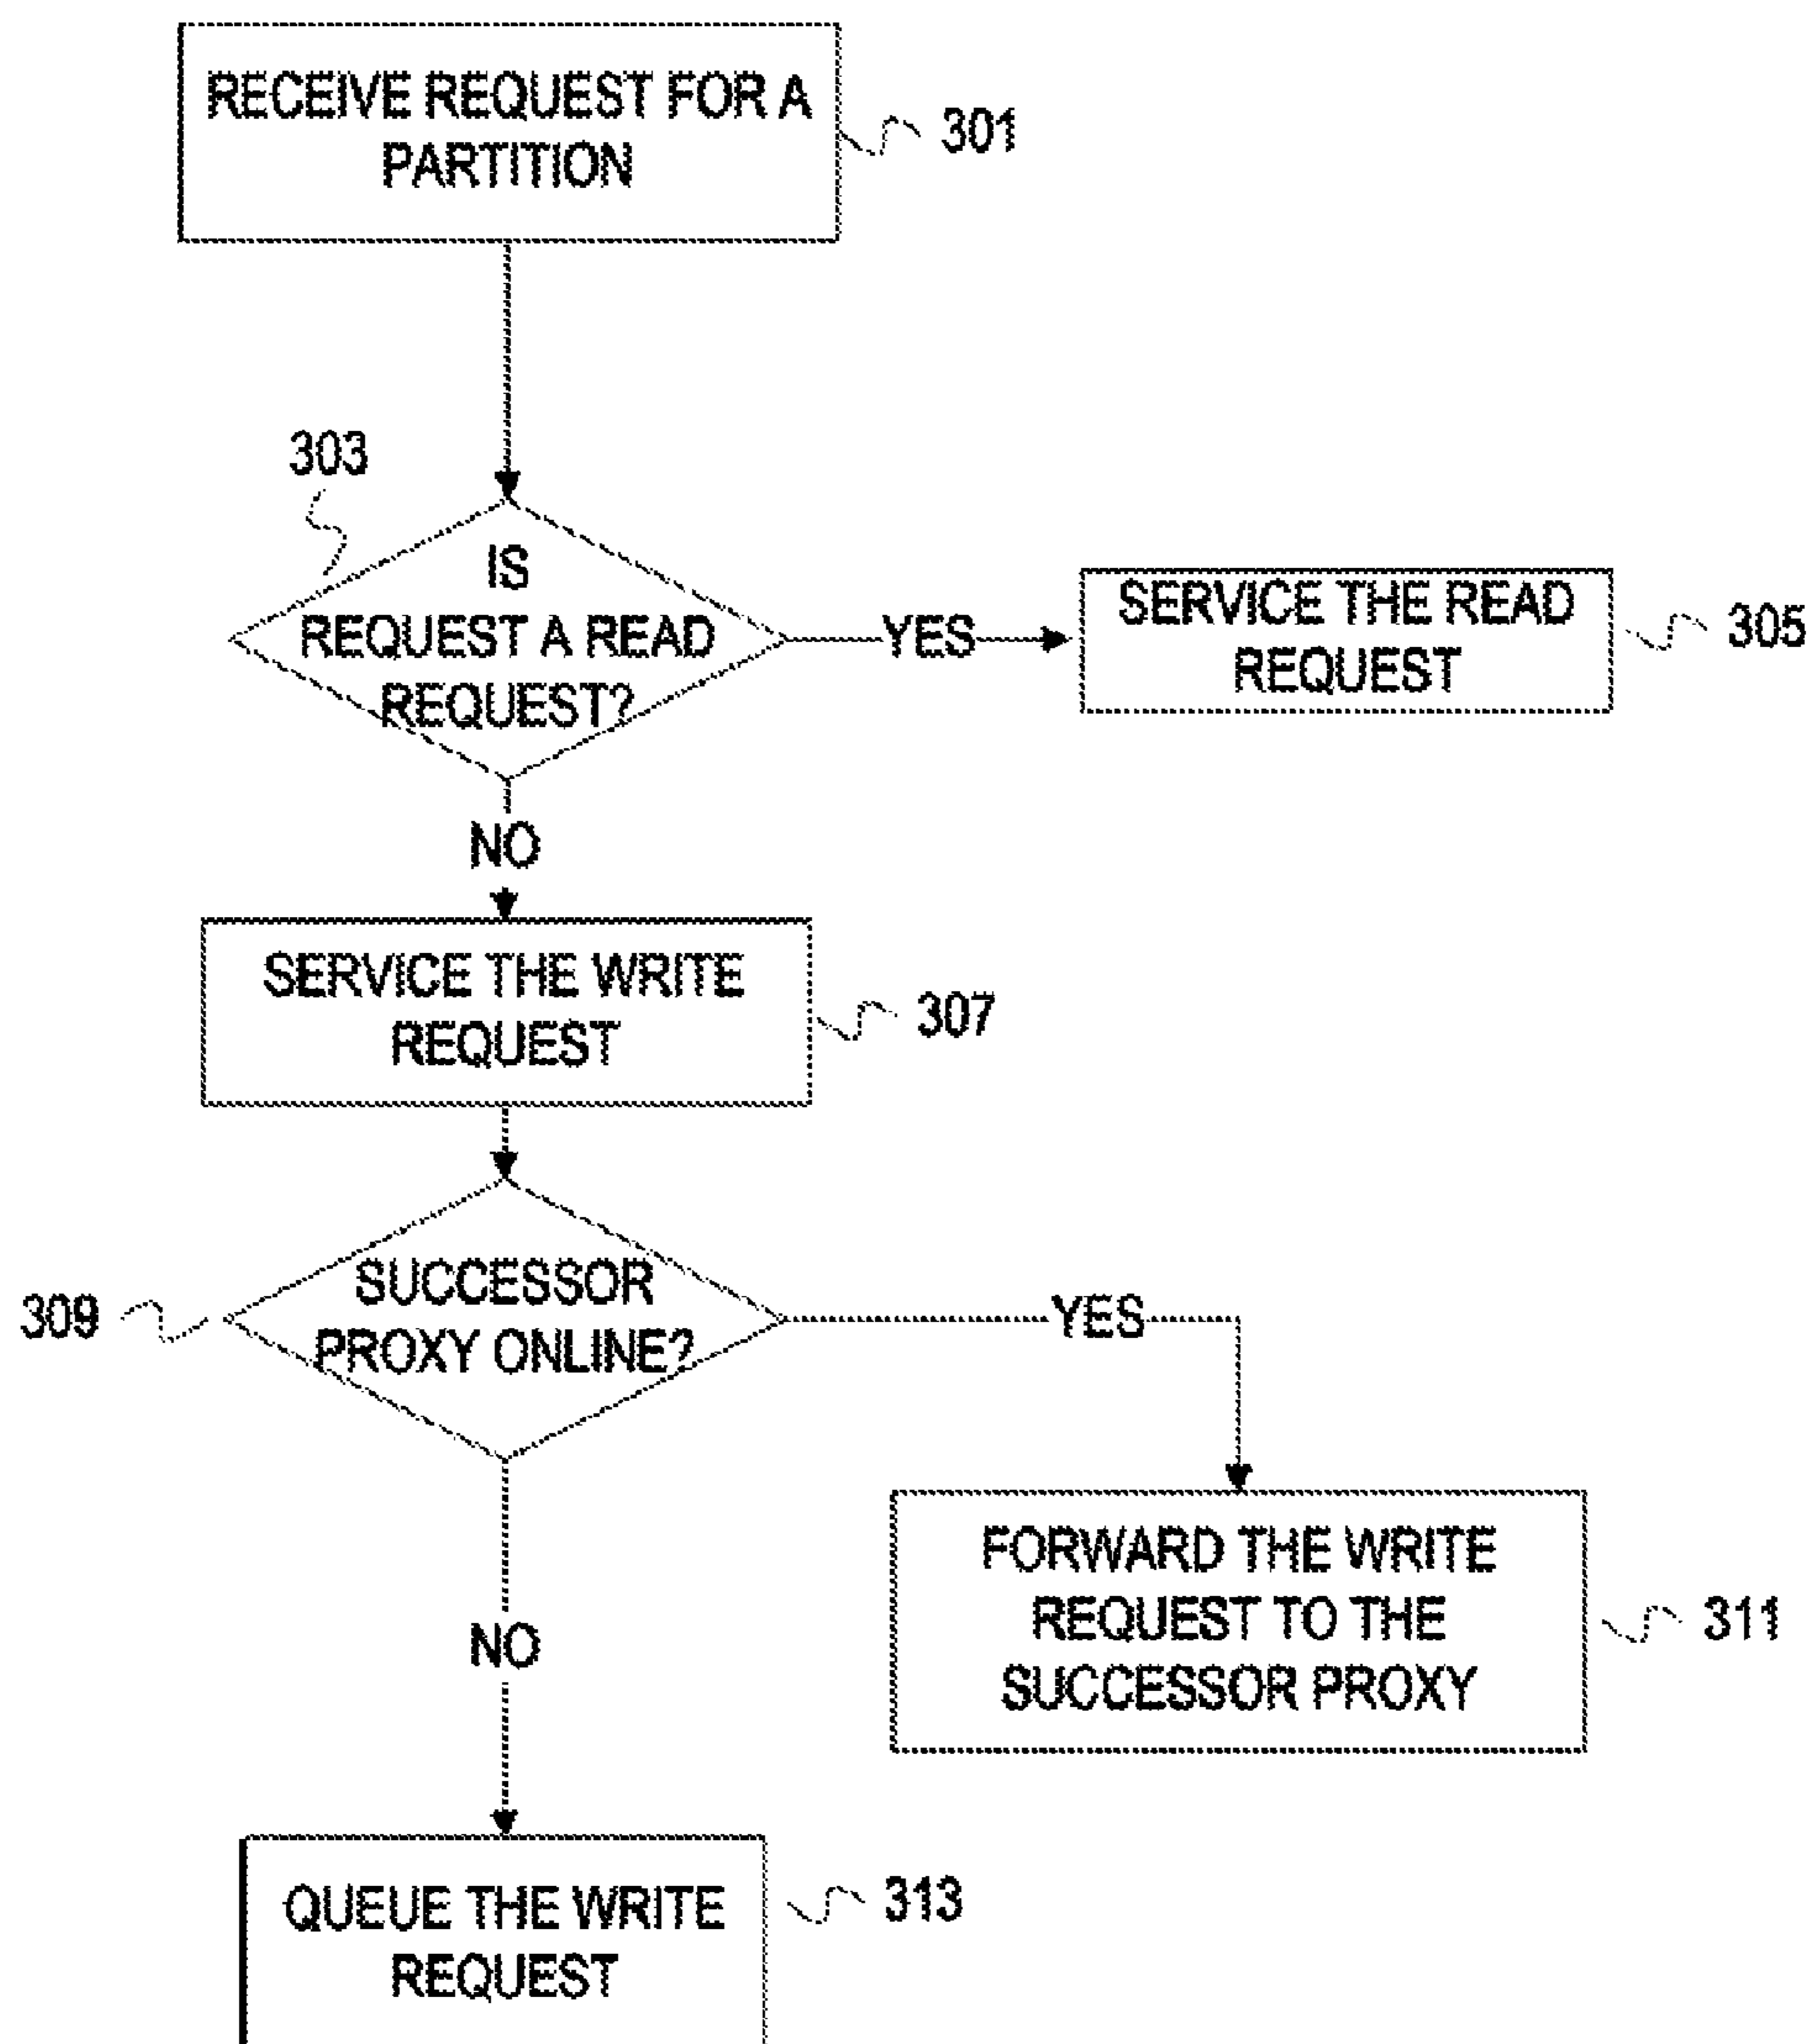 RECEIVE REQUEST FOR A
PARTITION
301
303
IS
REQUEST A READ
REQUEST?
YES
SERVICE THE READ
REQUEST
305
NO
SERVICE THE WRITE
REQUEST
307
309
SUCCESSOR
PROXY ONLINE?
YES
FORWARD THE WRITE
REQUEST TO THE
SUCCESSOR PROXY
311
NO
QUEUE THE WRITE
REQUEST
313